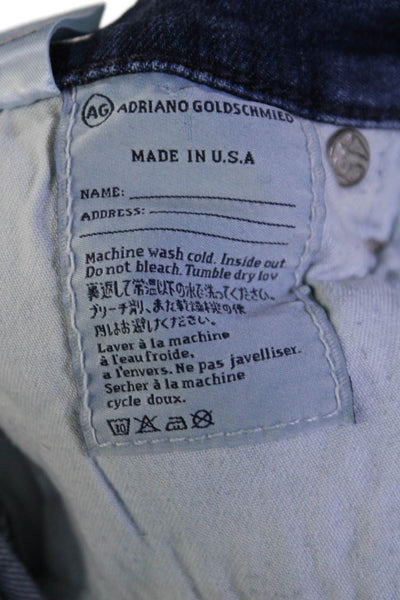 AG ADRIANO GOLDSCHMIED
MADE IN U.S.A
NAME:
ADDRESS:
Machine wash cold. Inside out
Do not bleach. Tumble dry low
裏返して常温以下の水で洗ってください。
ブリーチ剤、また乾燥機の使
用はお避けください。
Laver à la machine
à l'eau froide,
a l'envers. Ne pas javelliser.
Secher à la machine
cycle doux.
30